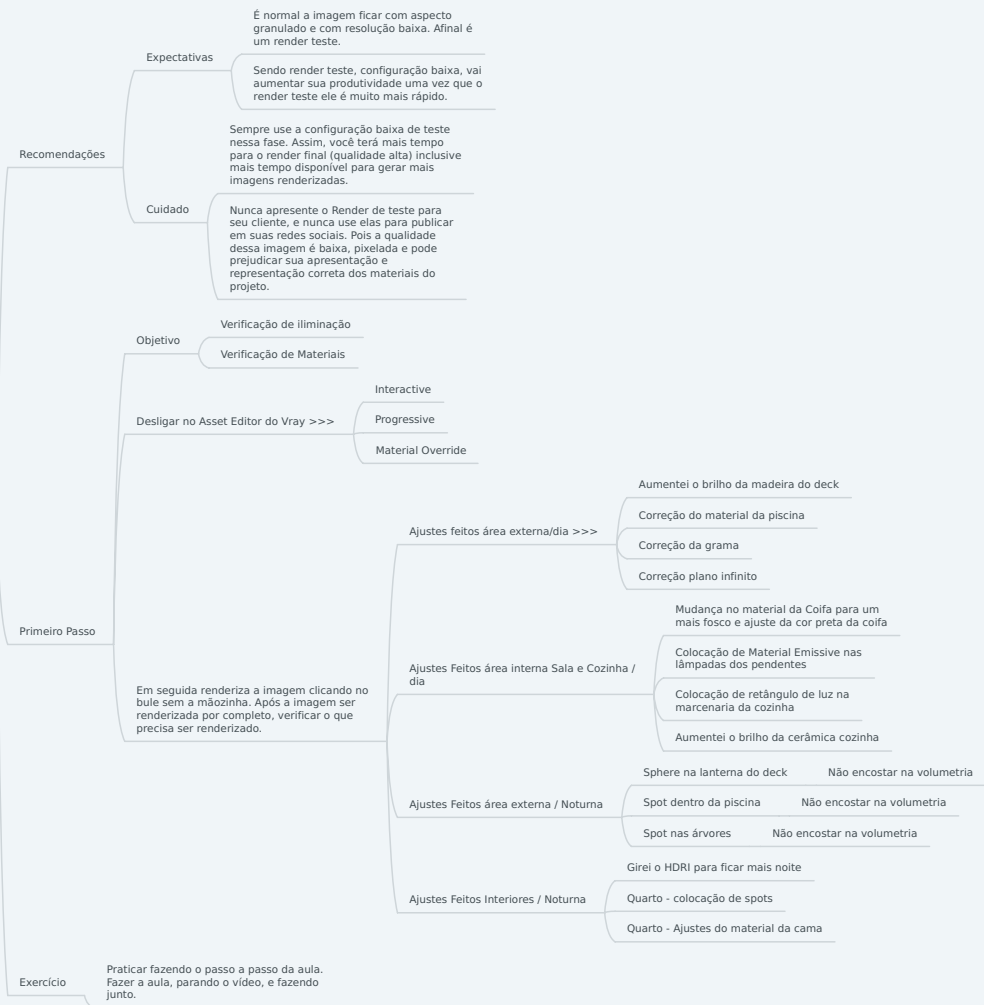 É normal a imagem ficar com aspecto
granulado e com resolução baixa. Afinal é
um render teste.
Expectativas
Sendo render teste, configuração baixa, vai
aumentar sua produtividade uma vez que o
render teste ele é muito mais rápido.
Recomendações
Sempre use a configuração baixa de teste
nessa fase. Assim, você terá mais tempo
para o render final (qualidade alta) inclusive
mais tempo disponível para gerar mais
imagens renderizadas.
Cuidado
Nunca apresente o Render de teste para
seu cliente, e nunca use elas para publicar
em suas redes sociais. Pois a qualidade
dessa imagem é baixa, pixelada e pode
prejudicar sua apresentação e
representação correta dos materiais do
projeto.
Objetivo
Verificação de iliminação
Verificação de Materiais
Desligar no Asset Editor do Vray >>>
Interactive
Progressive
Material Override
Primeiro Passo
Em seguida renderiza a imagem clicando no
bule sem a mãozinha. Após a imagem ser
renderizada por completo, verificar o que
precisa ser renderizado.
Ajustes feitos área externa/dia >>>
Aumentei o brilho da madeira do deck
Correção do material da piscina
Correção da grama
Correção plano infinito
Ajustes Feitos área interna Sala e Cozinha /
dia
Mudança no material da Coifa para um
mais fosco e ajuste da cor preta da coifa
Colocação de Material Emissive nas
lâmpadas dos pendentes
Colocação de retângulo de luz na
marcenaria da cozinha
Aumentei o brilho da cerâmica cozinha
Ajustes Feitos área externa / Noturna
Sphere na lanterna do deck
Não encostar na volumetria
Spot dentro da piscina
Não encostar na volumetria
Spot nas árvores
Não encostar na volumetria
Ajustes Feitos Interiores / Noturna
Girei o HDRI para ficar mais noite
Quarto - colocação de spots
Quarto - Ajustes do material da cama
Exercício
Praticar fazendo o passo a passo da aula.
Fazer a aula, parando o vídeo, e fazendo
junto.